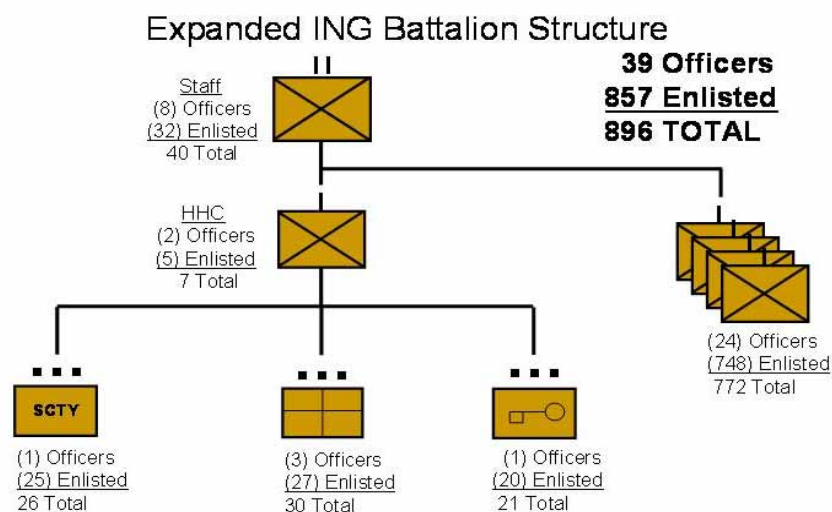 Expanded ING Battalion Structure
39 Officers
857 Enlisted
896 TOTAL
Staff
(8) Officers
(32) Enlisted
40 Total
HHC
(2) Officers
(5) Enlisted
7 Total
(24) Officers
(748) Enlisted
772 Total
SCTY
(1) Officers
(25) Enlisted
26 Total
(3) Officers
(27) Enlisted
30 Total
(1) Officers
(20) Enlisted
21 Total